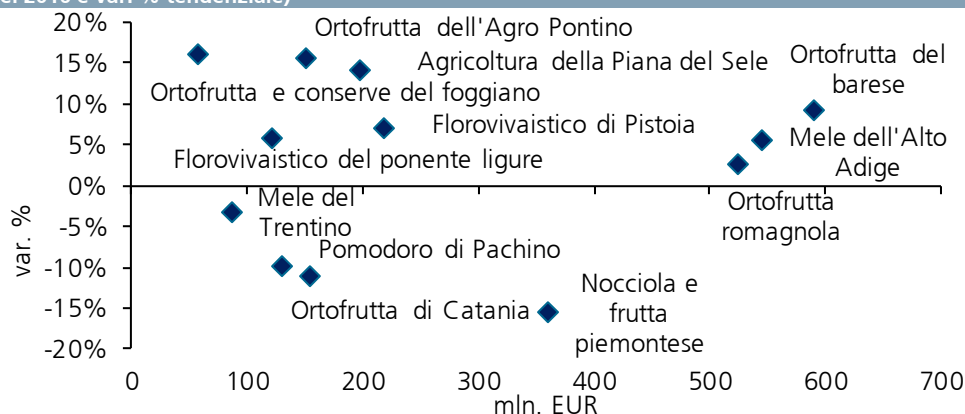 20%
15%
10%
5%
0%
-5%
-10%
-15%
-20%
var. %
Ortofrutta dell'Agro Pontino
Agricoltura della Piana del Sele
Ortofrutta del
barese
Ortofrutta e conserve del foggiano
Florovivaistico di Pistoia
Mele dell'Alto
Adige
Florovivaistico del ponente ligure
Mele del
Trentino
Ortofrutta
romagnola
Pomodoro di Pachino
Ortofrutta di Catania
Nocciola e
frutta
piemontese
0 100 200 300 400 500 600 700
mln. EUR